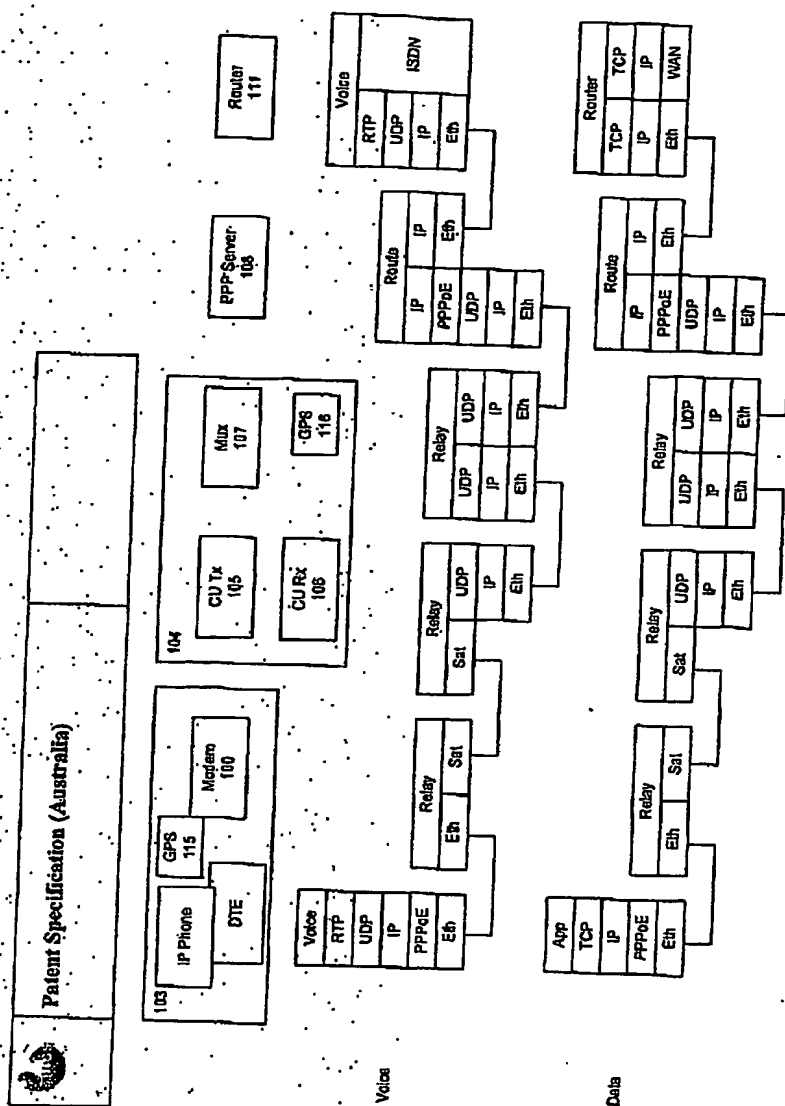 Patent Specification (Australia)
103
IP Phone
DTE
GPS
115
Modem
100
104
CU Tx
105
CU Rx
106
Mux
107
GPS
116
PPP Server
108
Router
111
Voice
Voice
RTP
UDP
IP
PPPoE
Eth
Relay
Eth
Sat
Relay
Sat
UDP
IP
Eth
Relay
UDP
UDP
IP
IP
Eth
Eth
Route
IP
IP
PPPoE
Eth
UDP
IP
Eth
Voice
RTP
ISDN
UDP
IP
Eth
Data
App
TCP
IP
PPPoE
Eth
Relay
Eth
Sat
Relay
Sat
UDP
IP
Eth
Relay
UDP
UDP
IP
IP
Eth
Eth
Route
IP
IP
PPPoE
Eth
UDP
IP
Eth
Router
TCP
TCP
IP
IP
Eth
WAN